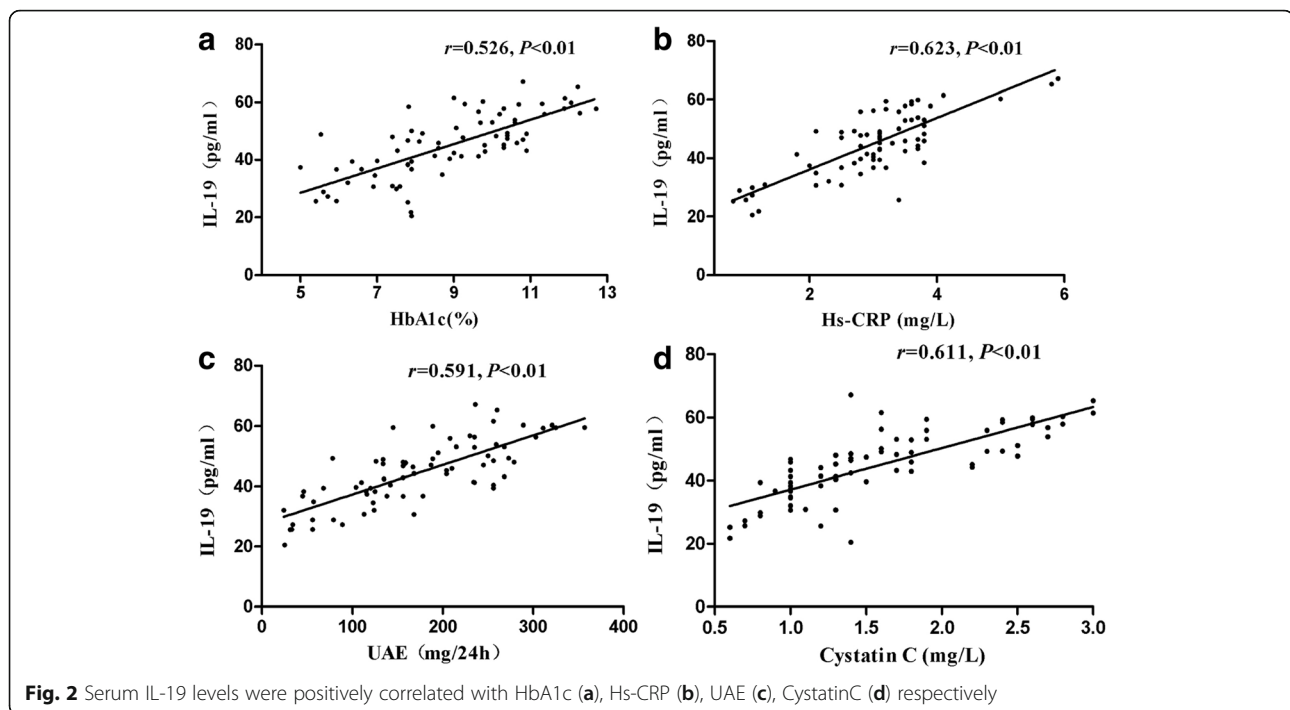 a
r=0.526, P<0.01
80
60
40
20
0
IL-19 (pg/ml)
5 7 9 11 13
HbA1c(%)
b
r=0.623, P<0.01
80
60
40
20
0
IL-19 (pg/ml)
2 4 6
Hs-CRP (mg/L)
c
r=0.591, P<0.01
80
60
40
20
0
IL-19 (pg/ml)
0 100 200 300 400
UAE (mg/24h)
d
r=0.611, P<0.01
80
60
40
20
0
IL-19 (pg/ml)
0.5 1.0 1.5 2.0 2.5 3.0
Cystatin C (mg/L)
Fig. 2 Serum IL-19 levels were positively correlated with HbA1c (a), Hs-CRP (b), UAE (c), CystatinC (d) respectively